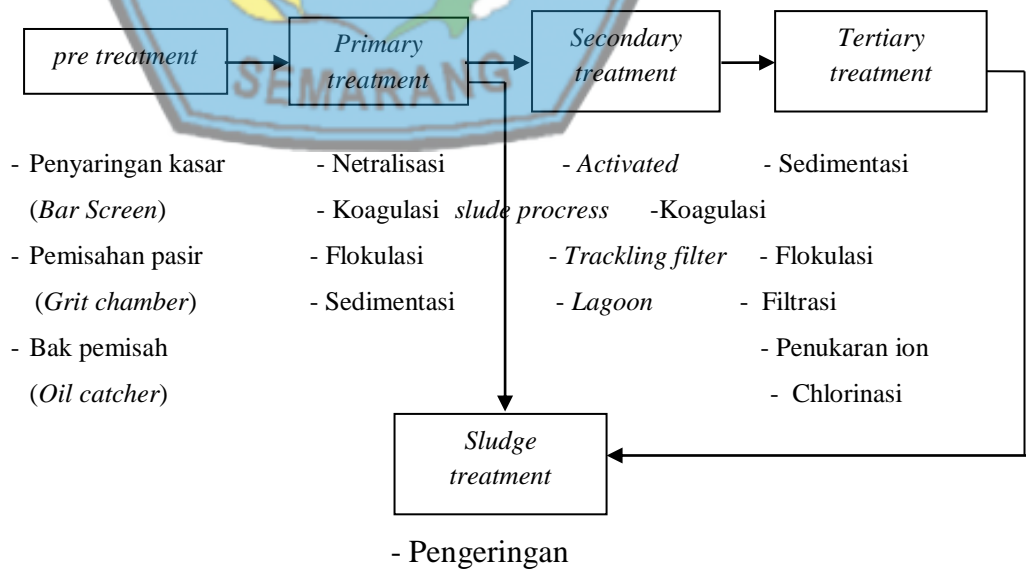 pre treatment
Primary
treatment
Secondary
treatment
Tertiary
treatment
SEMARANG
- Penyaringan kasar
(Bar Screen)
- Pemisahan pasir
(Grit chamber)
- Bak pemisah
(Oil catcher)
- Netralisasi
- Koagulasi
- Flokulasi
- Sedimentasi
- Activated
slude procress
- Trackling filter
- Lagoon
- Sedimentasi
-Koagulasi
- Flokulasi
- Filtrasi
- Penukaran ion
- Chlorinasi
Sludge
treatment
- Pengeringan